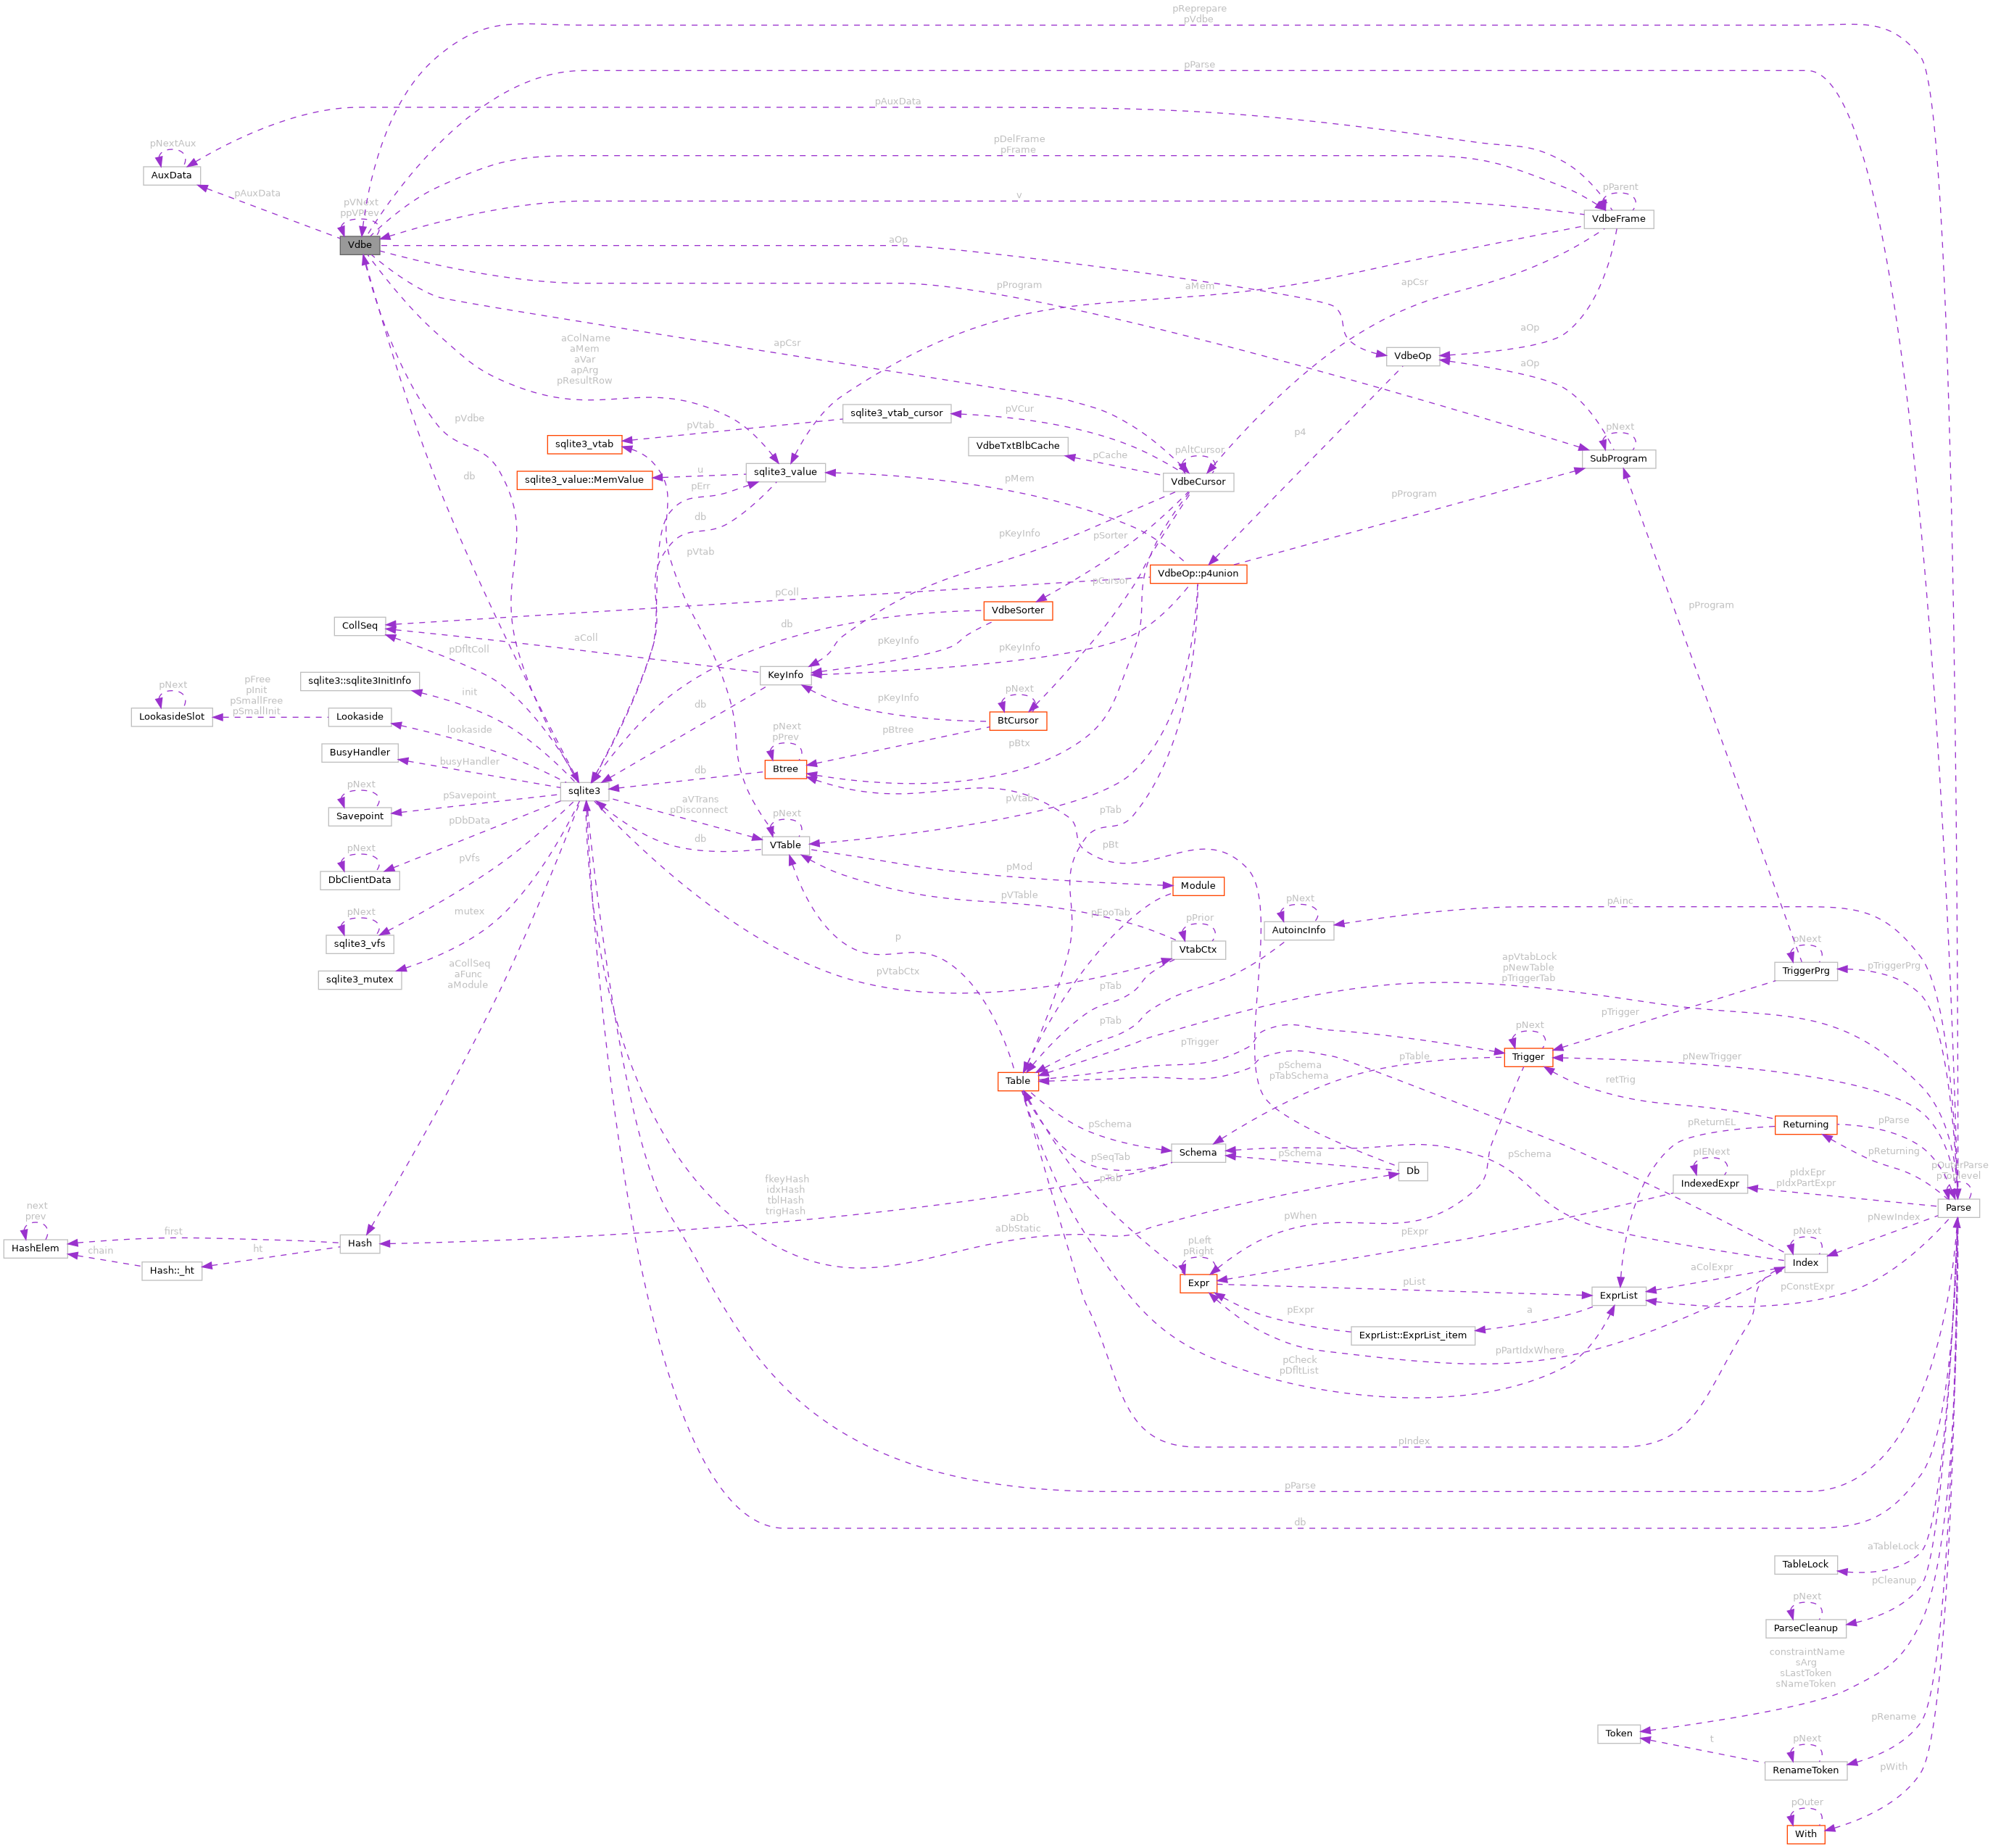 pReprepare
pVdbe
pParse
pAuxData
pNextAux
AuxData
pDelFrame
pFrame
pAuxData
pVNext
ppVPrev
Vdbe
v
pParent
VdbeFrame
aOp
pProgram
aMem
apCsr
aOp
aColName
aMem
aVar
apArg
pResultRow
apCsr
VdbeOp
aOp
pVdbe
db
sqlite3_vtab_cursor
pVCur
pVtab
sqlite3_vtab
VdbeTxtBlbCache
pCache
pAltCursor
VdbeCursor
p4
pNext
SubProgram
sqlite3_value::MemValue
u
sqlite3_value
pErr
pMem
pProgram
db
pVtab
pKeyInfo
pSorter
pCursor
VdbeOp::p4union
pColl
VdbeSorter
pProgram
CollSeq
aColl
db
pKeyInfo
pKeyInfo
pDfltColl
KeyInfo
sqlite3::sqlite3InitInfo
init
pNext
LookasideSlot
pFree
pInit
pSmallFree
pSmallInit
Lookaside
lookaside
db
pKeyInfo
pNext
BtCursor
BusyHandler
busyHandler
pNext
pPrev
Btree
pBtree
pBtx
db
sqlite3
pNext
Savepoint
pSavepoint
aVTrans
pDisconnect
pVtab
pTab
pNext
VTable
db
pBt
pNext
DbClientData
pDbData
pMod
Module
pVTable
pEpoTab
pVfs
pNext
sqlite3_vfs
mutex
sqlite3_mutex
p
pPrior
VtabCtx
pVtabCtx
pNext
AutoincInfo
pAinc
aCollSeq
aFunc
aModule
pTab
pTab
apVtabLock
pNewTable
pTriggerTab
pNext
TriggerPrg
pTriggerPrg
pTrigger
pTrigger
pNext
Trigger
pTable
pNewTrigger
Table
pSchema
pTabSchema
retTrig
pSchema
pReturnEL
Returning
pParse
pReturning
Schema
pSeqTab
pSchema
Db
pSchema
pTab
pIENext
IndexedExpr
pIdxEpr
pIdxPartExpr
Parse
fkeyHash
idxHash
tblHash
trigHash
aDb
aDbStatic
pWhen
pExpr
pNewIndex
next
prev
HashElem
first
Hash
chain
ht
Hash::_ht
pLeft
pRight
Expr
pList
aColExpr
pNext
Index
pConstExpr
ExprList
a
pExpr
ExprList::ExprList_item
pPartIdxWhere
pCheck
pDfltList
pIndex
pParse
db
TableLock
aTableLock
pCleanup
pNext
ParseCleanup
constraintName
sArg
sLastToken
sNameToken
Token
t
pRename
pNext
RenameToken
pWith
pOuter
With